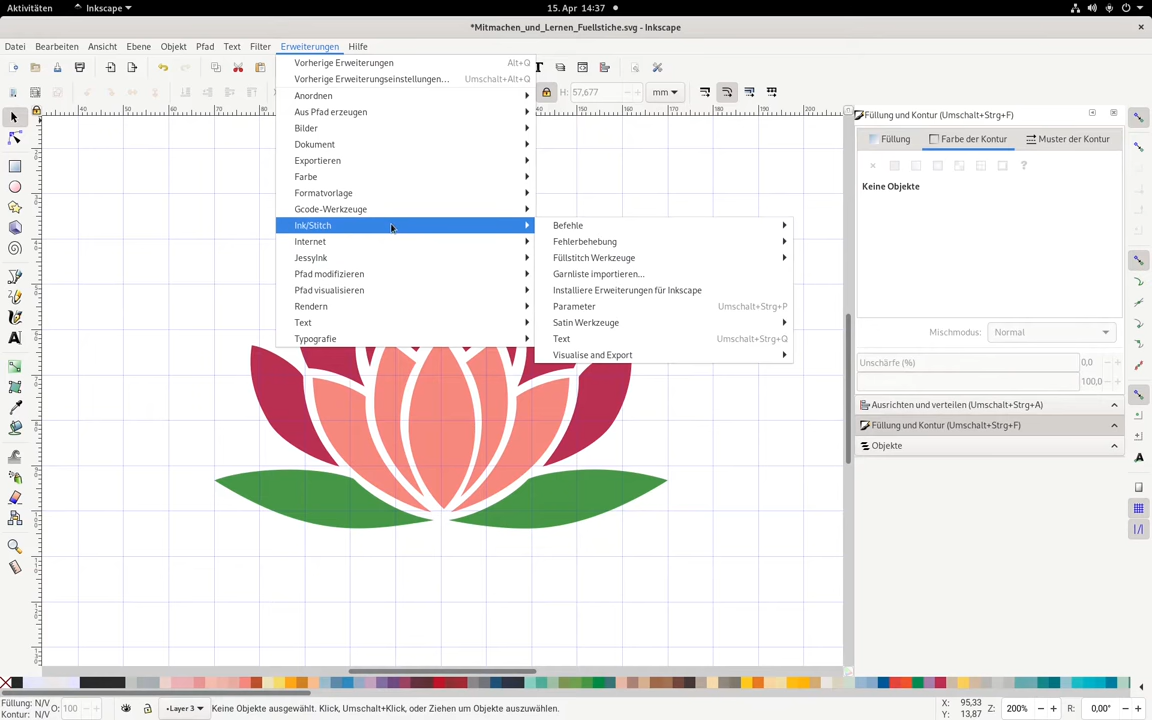 Aktivitäten
Inkscape
15. Apr 14:37
*Mitmachen_und_Lernen_Fuellstiche.svg - Inkscape
Datei Bearbeiten Ansicht Ebene Objekt Pfad Text Filter Erweiterungen Hilfe
H: 57,677 mm
Vorherige Erweiterungen Alt+Q
Vorherige Erweiterungseinstellungen... Umschalt+Alt+Q
Anordnen
Aus Pfad erzeugen
Bilder
Dokument
Exportieren
Farbe
Formatvorlage
Gcode-Werkzeuge
Ink/Stitch
Internet
JessyInk
Pfad modifizieren
Pfad visualisieren
Rendern
Text
Typografie
Befehle
Fehlerbehebung
Füllstitch Werkzeuge
Garnliste importieren...
Installiere Erweiterungen für Inkscape
Parameter Umschalt+Strg+P
Satin Werkzeuge
Text Umschalt+Strg+Q
Visualise and Export
Füllung und Kontur (Umschalt+Strg+F)
Füllung Farbe der Kontur Muster der Kontur
Keine Objekte
Mischmodus: Normal
Unschärfe (%) 0,0
100,0
Ausrichten und verteilen (Umschalt+Strg+A)
Füllung und Kontur (Umschalt+Strg+F)
Objekte
Füllung: N/V
Kontur: N/V
O: 100
Layer 3
Keine Objekte ausgewählt. Klick, Umschalt+Klick, oder Ziehen um Objekte auszuwählen.
X: 95,33
Y: 13,87
Z: 200%
R: 0,00°